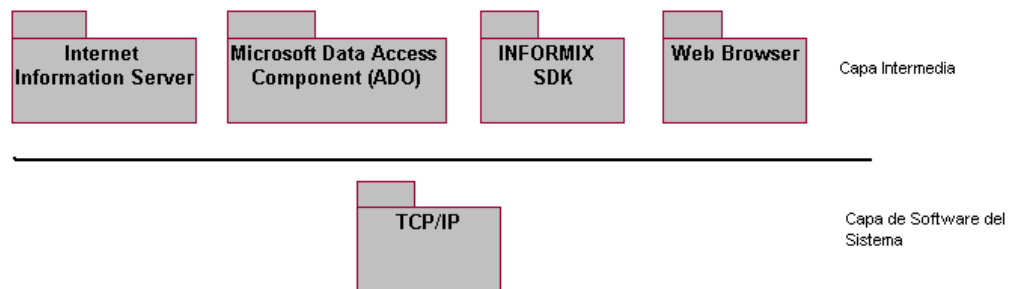 Internet
Information Server
Microsoft Data Access
Component (ADO)
INFORMIX
SDK
Web Browser
Capa Intermedia
TCP/IP
Capa de Software del
Sistema